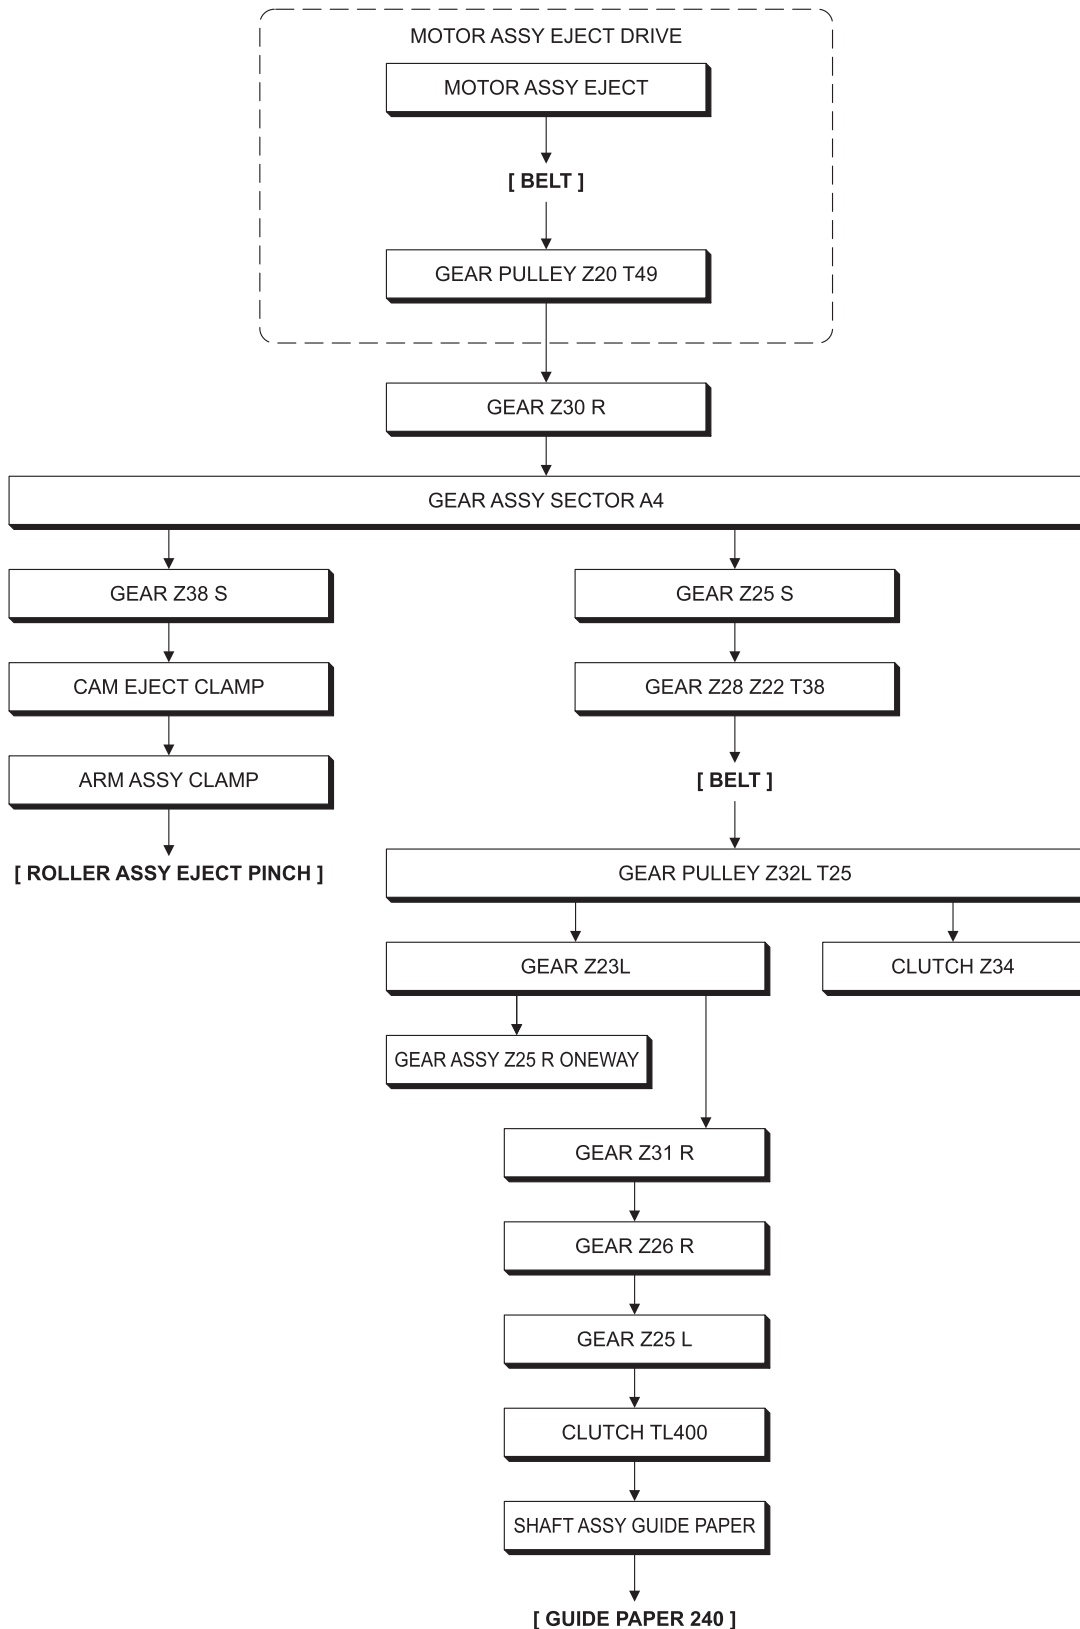 MOTOR ASSY EJECT DRIVE
MOTOR ASSY EJECT
[ BELT ]
GEAR PULLEY Z20 T49
GEAR Z30 R
GEAR ASSY SECTOR A4
GEAR Z38 S
GEAR Z25 S
CAM EJECT CLAMP
GEAR Z28 Z22 T38
ARM ASSY CLAMP
[ BELT ]
[ ROLLER ASSY EJECT PINCH ]
GEAR PULLEY Z32L T25
GEAR Z23L
CLUTCH Z34
GEAR ASSY Z25 R ONEWAY
GEAR Z31 R
GEAR Z26 R
GEAR Z25 L
CLUTCH TL400
SHAFT ASSY GUIDE PAPER
[ GUIDE PAPER 240 ]